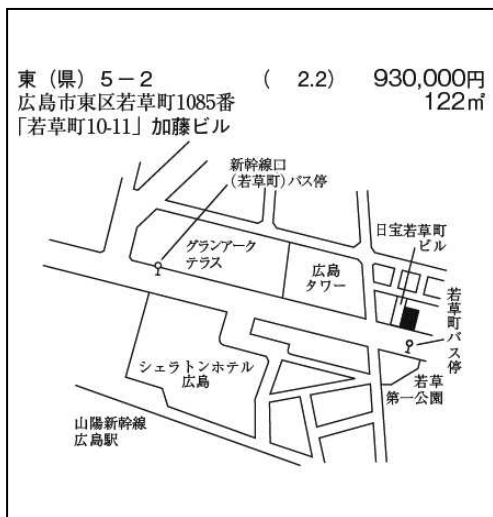 東（県）5－2　（　2.2）　930,000円
広島市東区若草町1085番　122㎡
「若草町10-11」加藤ビル
新幹線口
（若草町）バス停
日宝若草町
ビル
グランアーク
テラス
広島
タワー
若草町バス停
シェラトンホテル
広島
若草
第一公園
山陽新幹線
広島駅